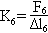 K₆ = F₆ / Δl₆